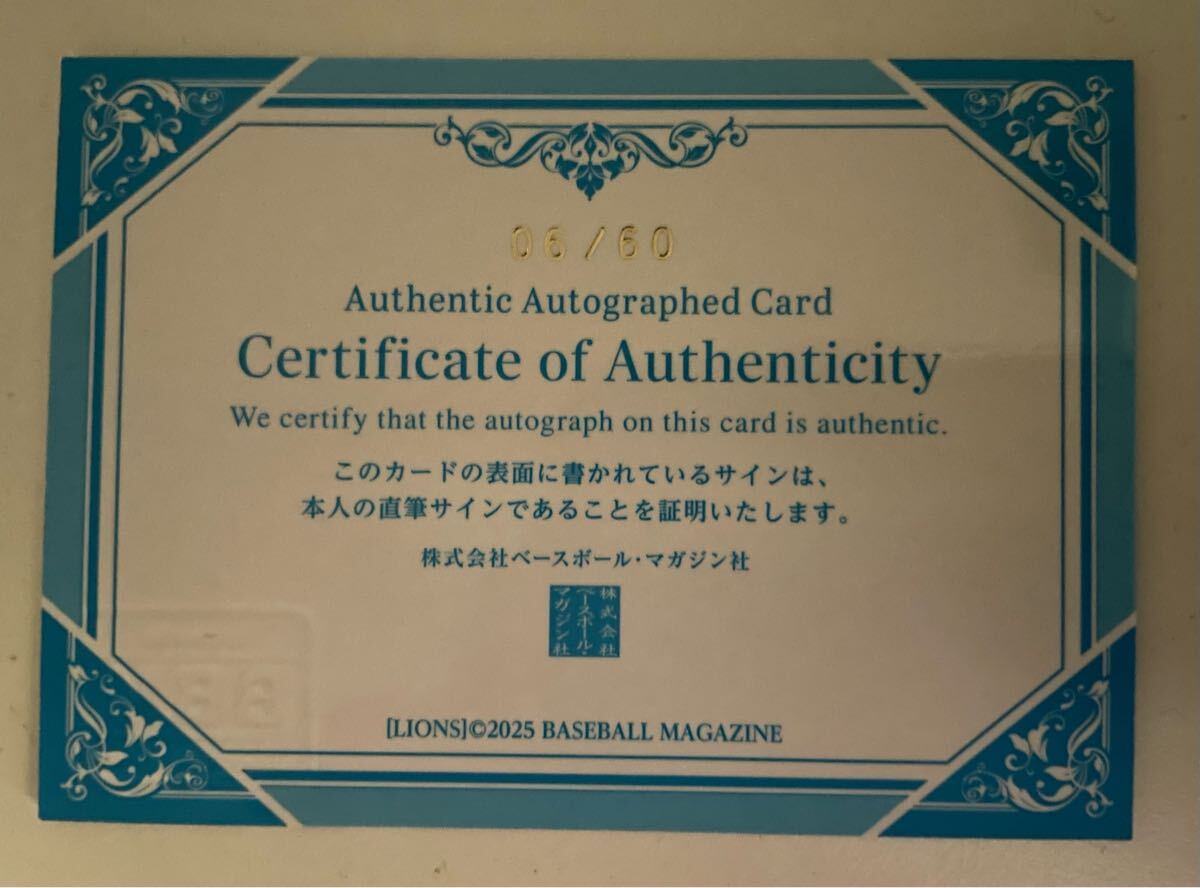 06/60
Authentic Autographed Card
Certificate of Authenticity
We certify that the autograph on this card is authentic.
このカードの表面に書かれているサインは、
本人の直筆サインであることを証明いたします。
株式会社ベースボール・マガジン社
株式会社
ベースボール・
マガジン社
[LIONS]©2025 BASEBALL MAGAZINE